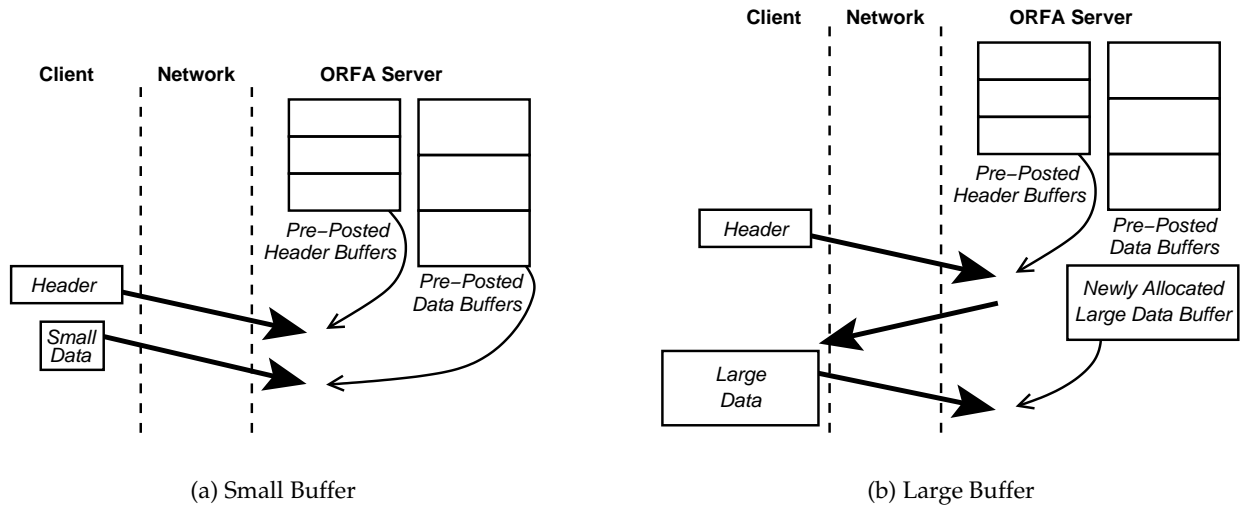 Client Network ORFA Server
Pre–Posted
Header Buffers
Pre–Posted
Data Buffers
Header
Small
Data
(a) Small Buffer
Client Network ORFA Server
Pre–Posted
Header Buffers
Pre–Posted
Data Buffers
Header
Newly Allocated
Large Data Buffer
Large
Data
(b) Large Buffer